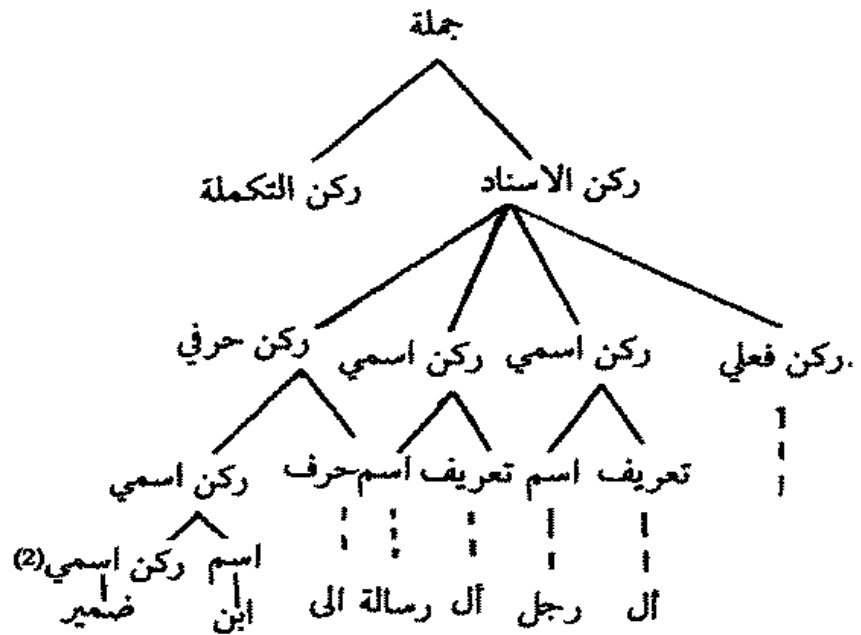 جملة
ركن الاسناد ركن التكملة
ركن فعلي ركن اسمي ركن اسمي ركن حرفي
تعريف اسم تعريف اسم حرف ركن اسمي
اسم ركن اسمي(2)
أل رجل أل رسالة الى ابن ضمير